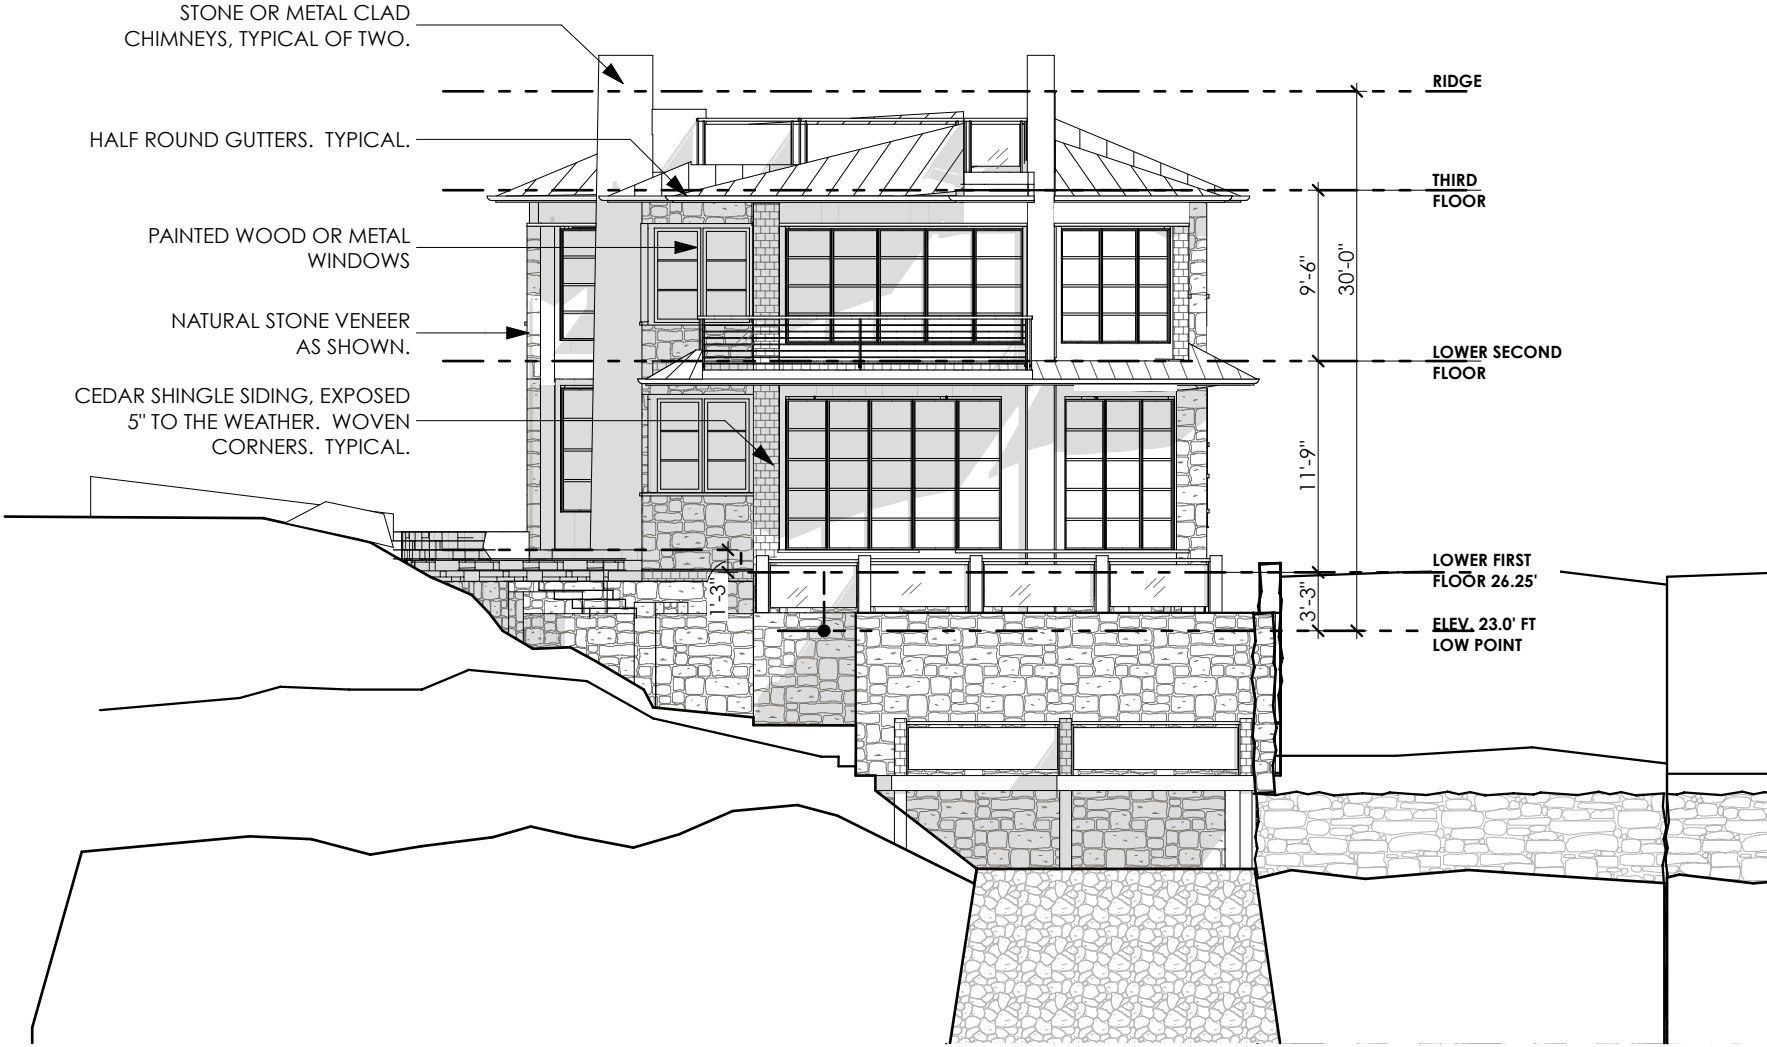 STONE OR METAL CLAD
CHIMNEYS, TYPICAL OF TWO.
HALF ROUND GUTTERS. TYPICAL.
PAINTED WOOD OR METAL
WINDOWS
NATURAL STONE VENEER
AS SHOWN.
CEDAR SHINGLE SIDING, EXPOSED
5" TO THE WEATHER. WOVEN
CORNERS. TYPICAL.
RIDGE
THIRD
FLOOR
9'-6"
30'-0"
LOWER SECOND
FLOOR
11'-9"
LOWER FIRST
FLOOR 26.25'
1'-3"
3'-3"
ELEV. 23.0' FT
LOW POINT